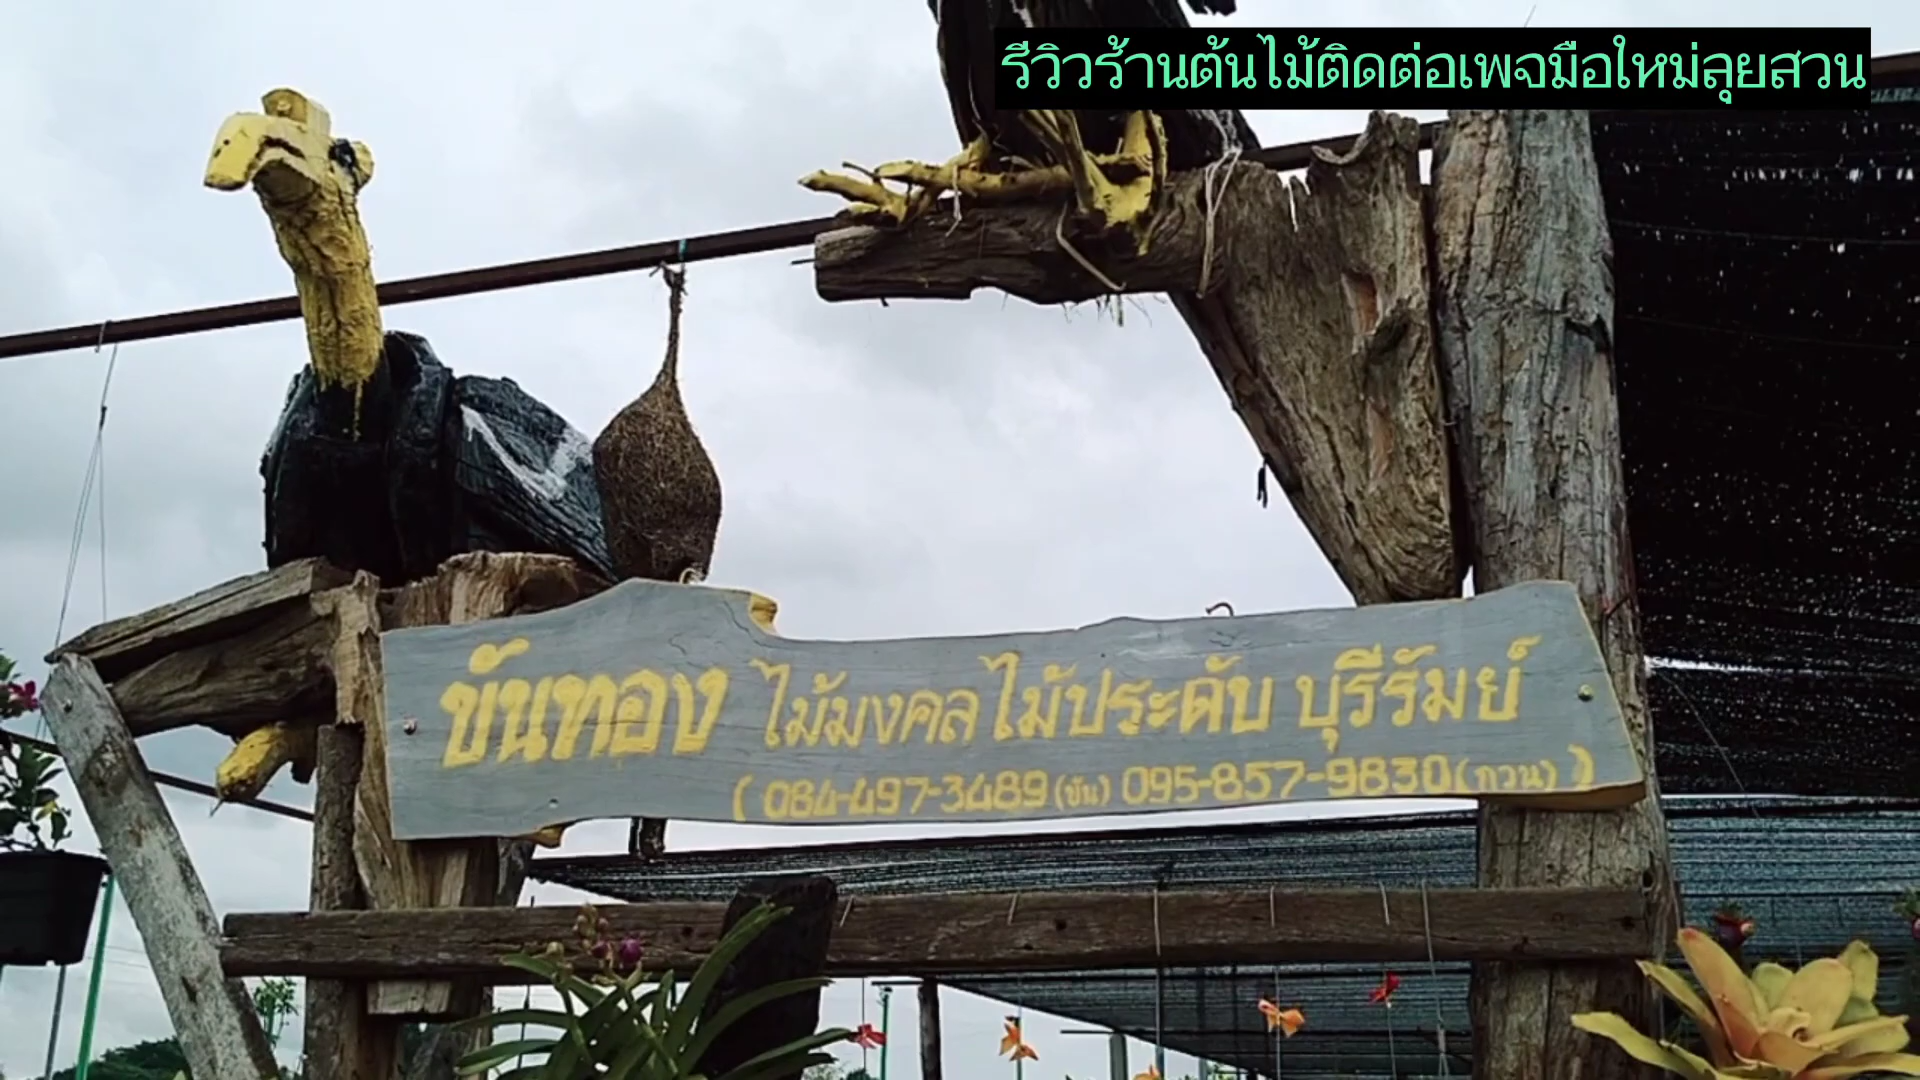 รีวิวร้านต้นไม้ติดต่อเพจมือใหม่ลุยสวน
ขันทอง ไม้มงคล ไม้ประดับ บุรีรัมย์
( 084-497-3489 (ขัน) 095-857-9830 (กวน) )